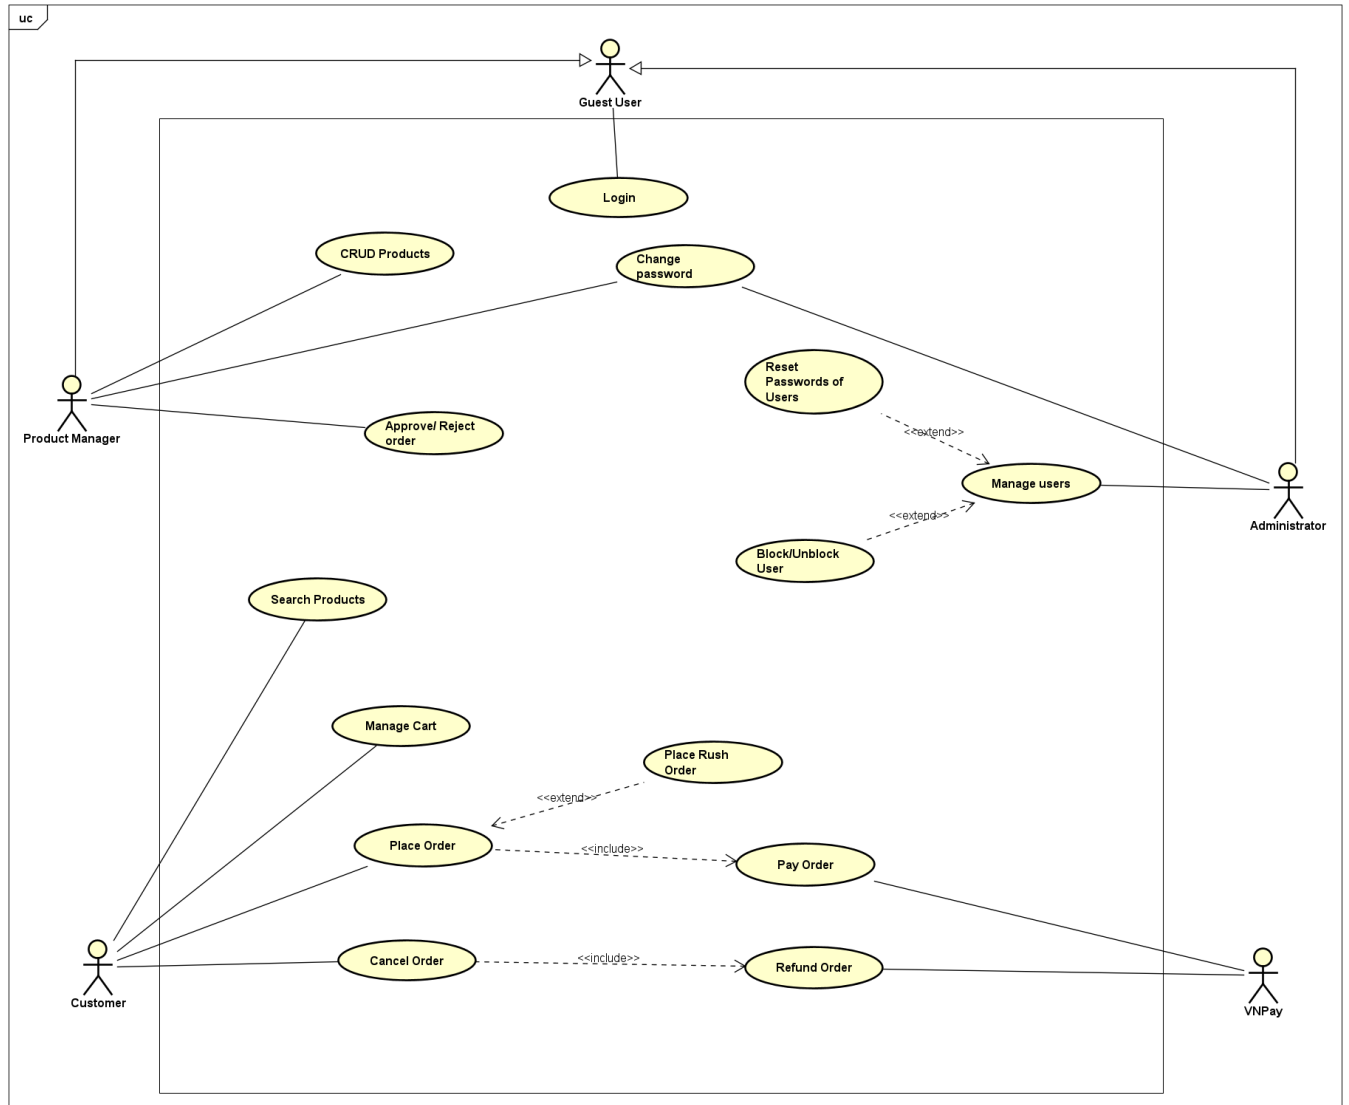 uc
Guest User
Login
CRUD Products
Change
password
Reset
Passwords of
Users
<<extend>>
Product Manager
Approve/ Reject
order
Manage users
Administrator
<<extend>>
Block/Unblock
User
Search Products
Manage Cart
Place Rush
Order
<<extend>>
Place Order
<<include>>
Pay Order
Cancel Order
<<include>>
Refund Order
Customer
VNPay